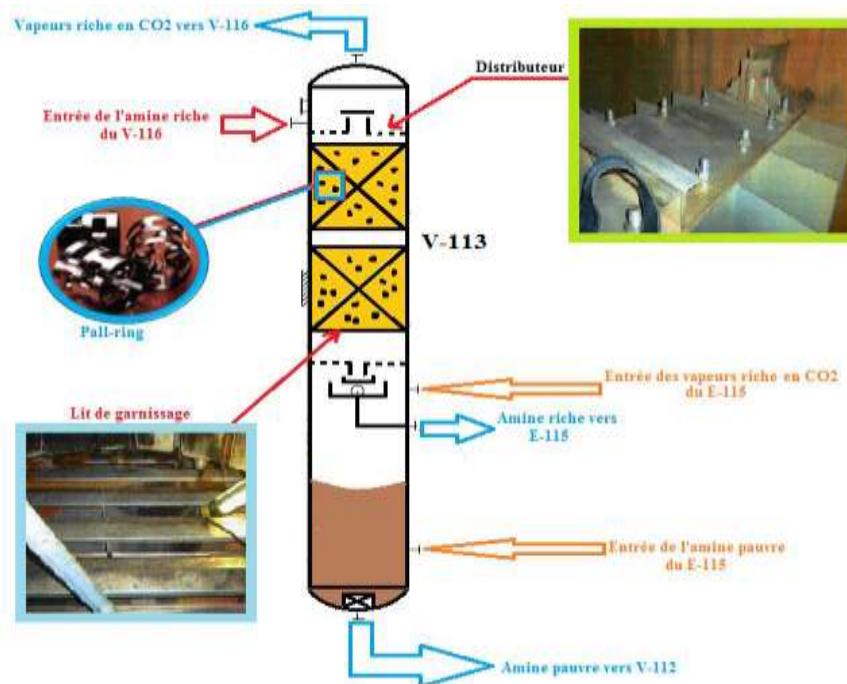 Vapeurs riche en CO2 vers V-116
Distributeur
Entrée de l'amine riche
du V-116
V-113
Pall-ring
Entrée des vapeurs riche en CO2
du E-115
Lit de garnissage
Amine riche vers
E-115
Entrée de l'amine pauvre
du E-115
Amine pauvre vers V-112